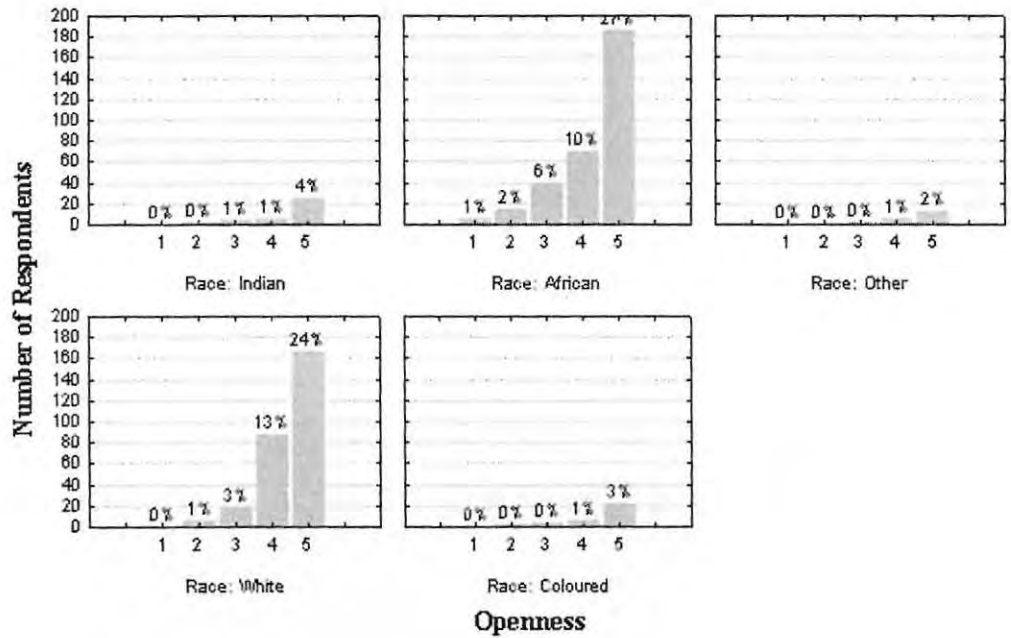 Number of Respondents
200
180
160
140
120
100
80
60
40
20
0
0% 0% 1% 1% 4%
1 2 3 4 5
Race: Indian
1% 2% 6% 10% 27%
1 2 3 4 5
Race: African
0% 0% 0% 1% 2%
1 2 3 4 5
Race: Other
200
180
160
140
120
100
80
60
40
20
0
0% 1% 3% 13% 24%
1 2 3 4 5
Race: White
0% 0% 0% 1% 3%
1 2 3 4 5
Race: Coloured
Openness